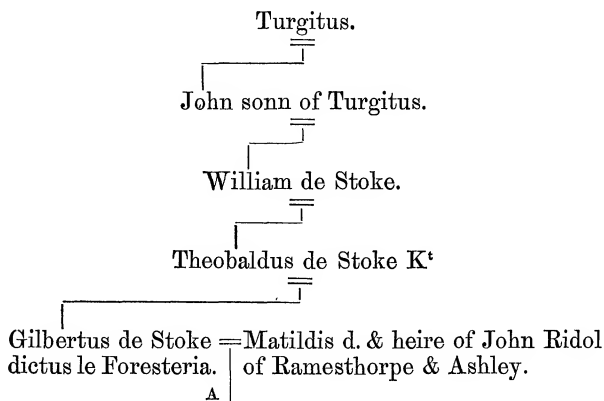 Turgitus.
John sonn of Turgitus.
William de Stoke.
Theobaldus de Stoke Kᵗ
Gilbertus de Stoke = Matildis d. & heire of John Ridol
dictus le Foresteria. of Ramesthorpe & Ashley.
A